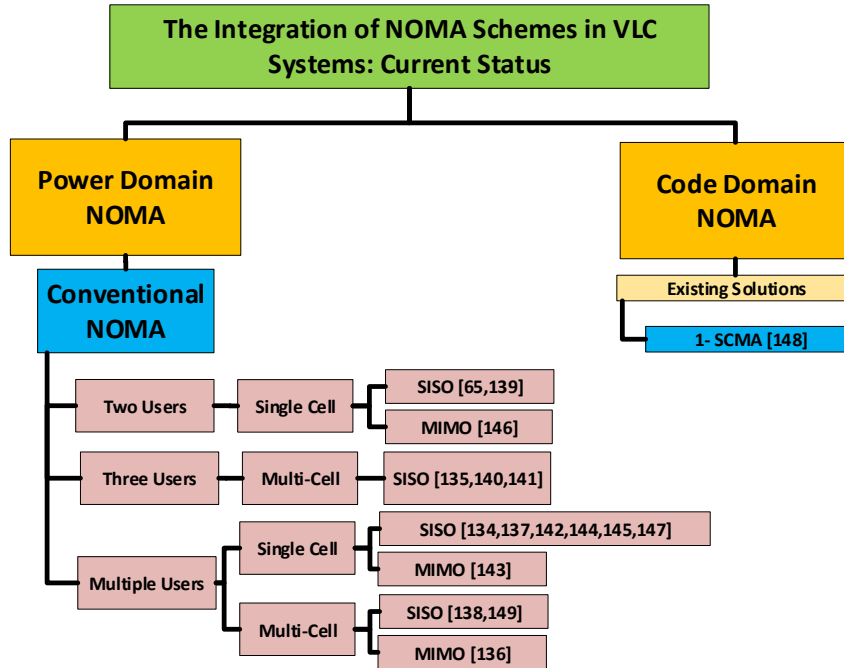 The Integration of NOMA Schemes in VLC
Systems: Current Status
Power Domain
NOMA
Code Domain
NOMA
Conventional
NOMA
Existing Solutions
1- SCMA [148]
Two Users
Single Cell
SISO [65,139]
MIMO [146]
Three Users
Multi-Cell
SISO [135,140,141]
Multiple Users
Single Cell
SISO [134,137,142,144,145,147]
MIMO [143]
Multi-Cell
SISO [138,149]
MIMO [136]